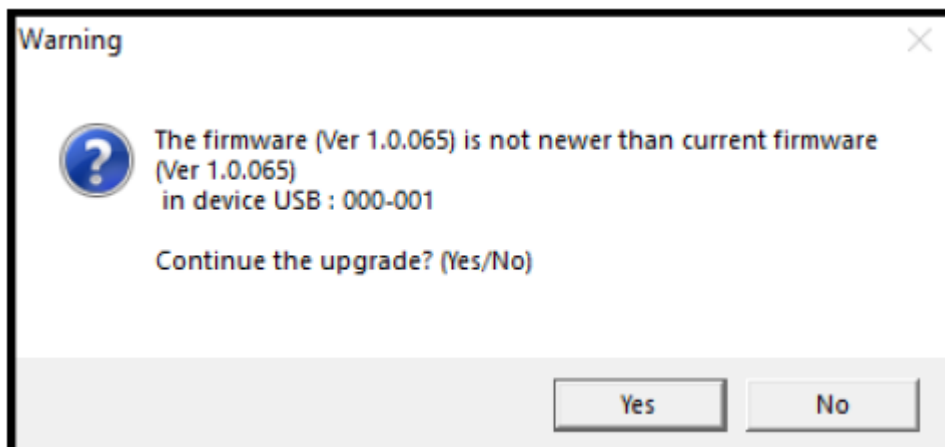 Warning
The firmware (Ver 1.0.065) is not newer than current firmware
(Ver 1.0.065)
in device USB : 000-001
Continue the upgrade? (Yes/No)
Yes
No